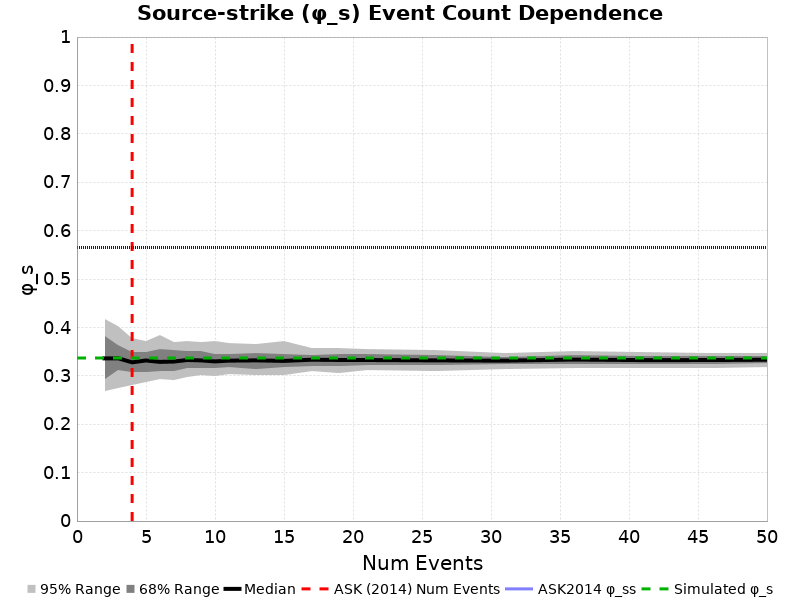 Source-strike (φ_s) Event Count Dependence
1
0.9
0.8
0.7
0.6
0.5
0.4
0.3
0.2
0.1
0
φ_s
0 5 10 15 20 25 30 35 40 45 50
Num Events
95% Range 68% Range Median ASK (2014) Num Events ASK2014 φ_ss Simulated φ_s